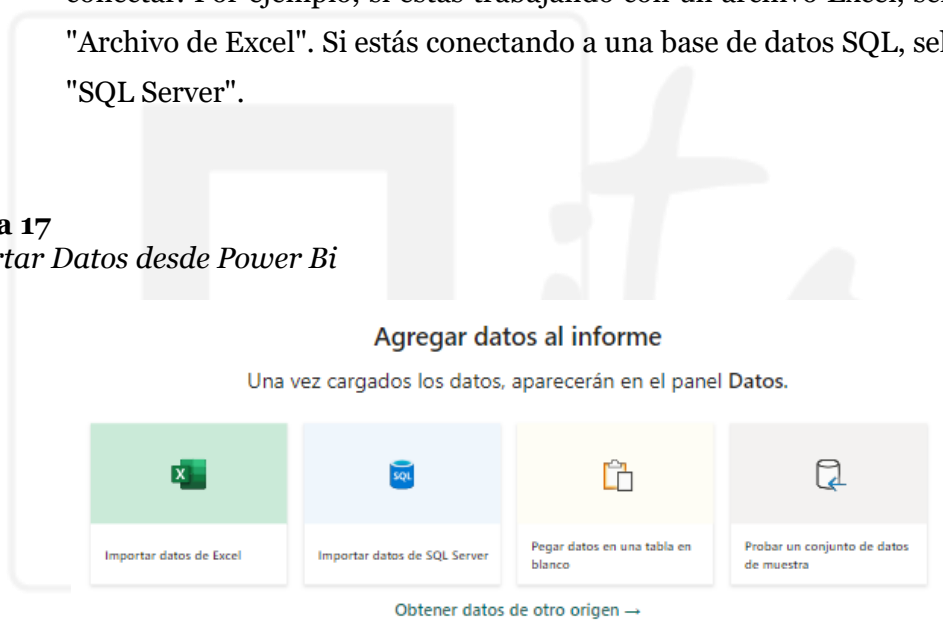 "Archivo de Excel". Si estás conectando a una base de datos SQL,
"SQL Server".
17
Datos desde Power Bi
Agregar datos al informe
Una vez cargados los datos, aparecerán en el panel Datos.
Importar datos de Excel
Importar datos de SQL Server
Pegar datos en una tabla en
blanco
Probar un conjunto de datos
de muestra
SQL
Obtener datos de otro origen →